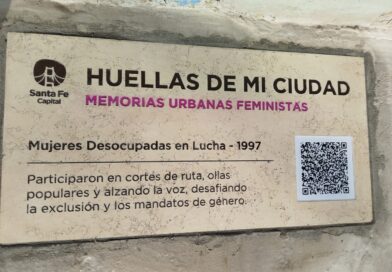 Santa Fe
Capital
HUELLAS DE MI CIUDAD
MEMORIAS URBANAS FEMINISTAS
Mujeres Desocupadas en Lucha - 1997
Participaron en cortes de ruta, ollas
populares y alzando la voz, desafiando
la exclusión y los mandatos de género.